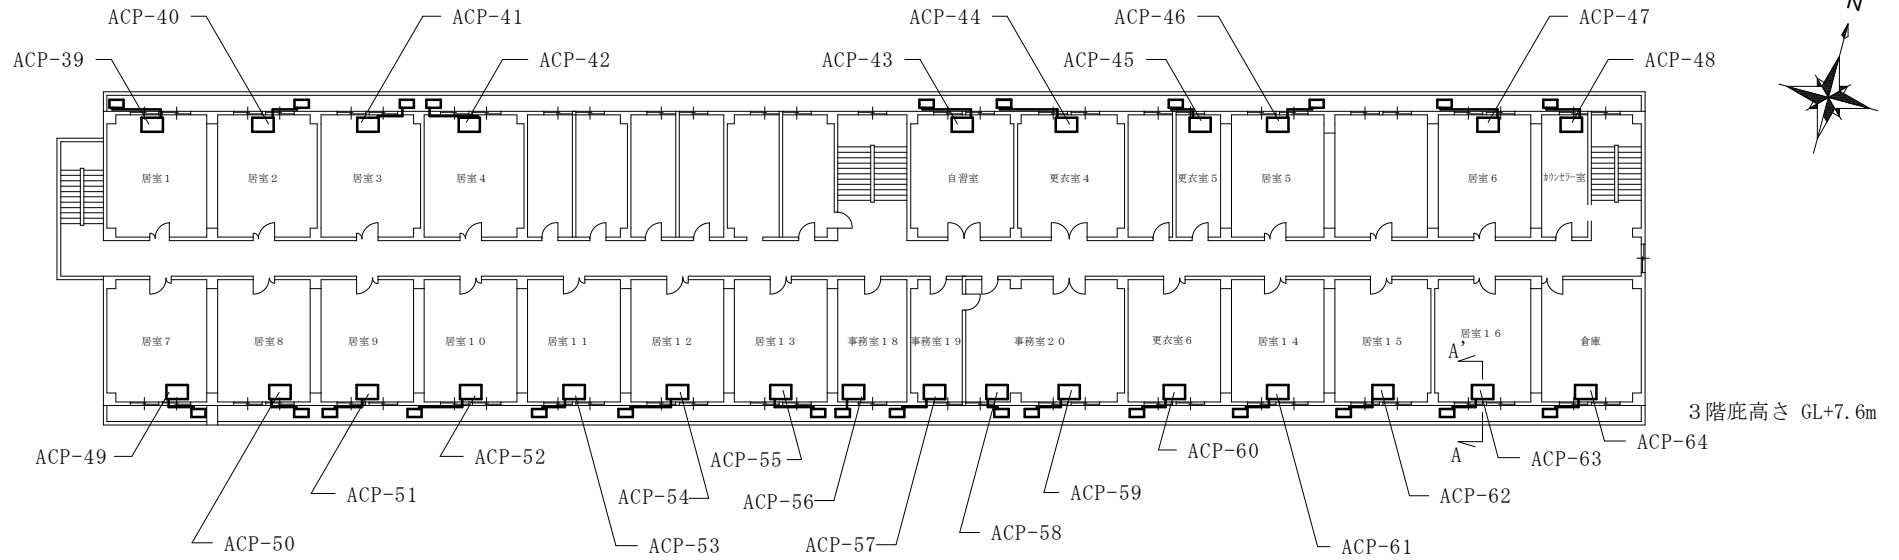 ACP-40
ACP-41
ACP-44
ACP-46
ACP-47
N
ACP-39
ACP-42
ACP-43
ACP-45
ACP-48
居室1
居室2
居室3
居室4
自習室
更衣室4
更衣室5
居室5
居室6
カウンセラー室
居室7
居室8
居室9
居室10
居室11
居室12
居室13
事務室18
事務室19
事務室20
更衣室6
居室14
居室15
居室16
倉庫
A'
3階庇高さ GL+7.6m
A
ACP-49
ACP-52
ACP-55
ACP-60
ACP-63
ACP-64
ACP-51
ACP-54
ACP-56
ACP-59
ACP-62
ACP-50
ACP-53
ACP-57
ACP-58
ACP-61